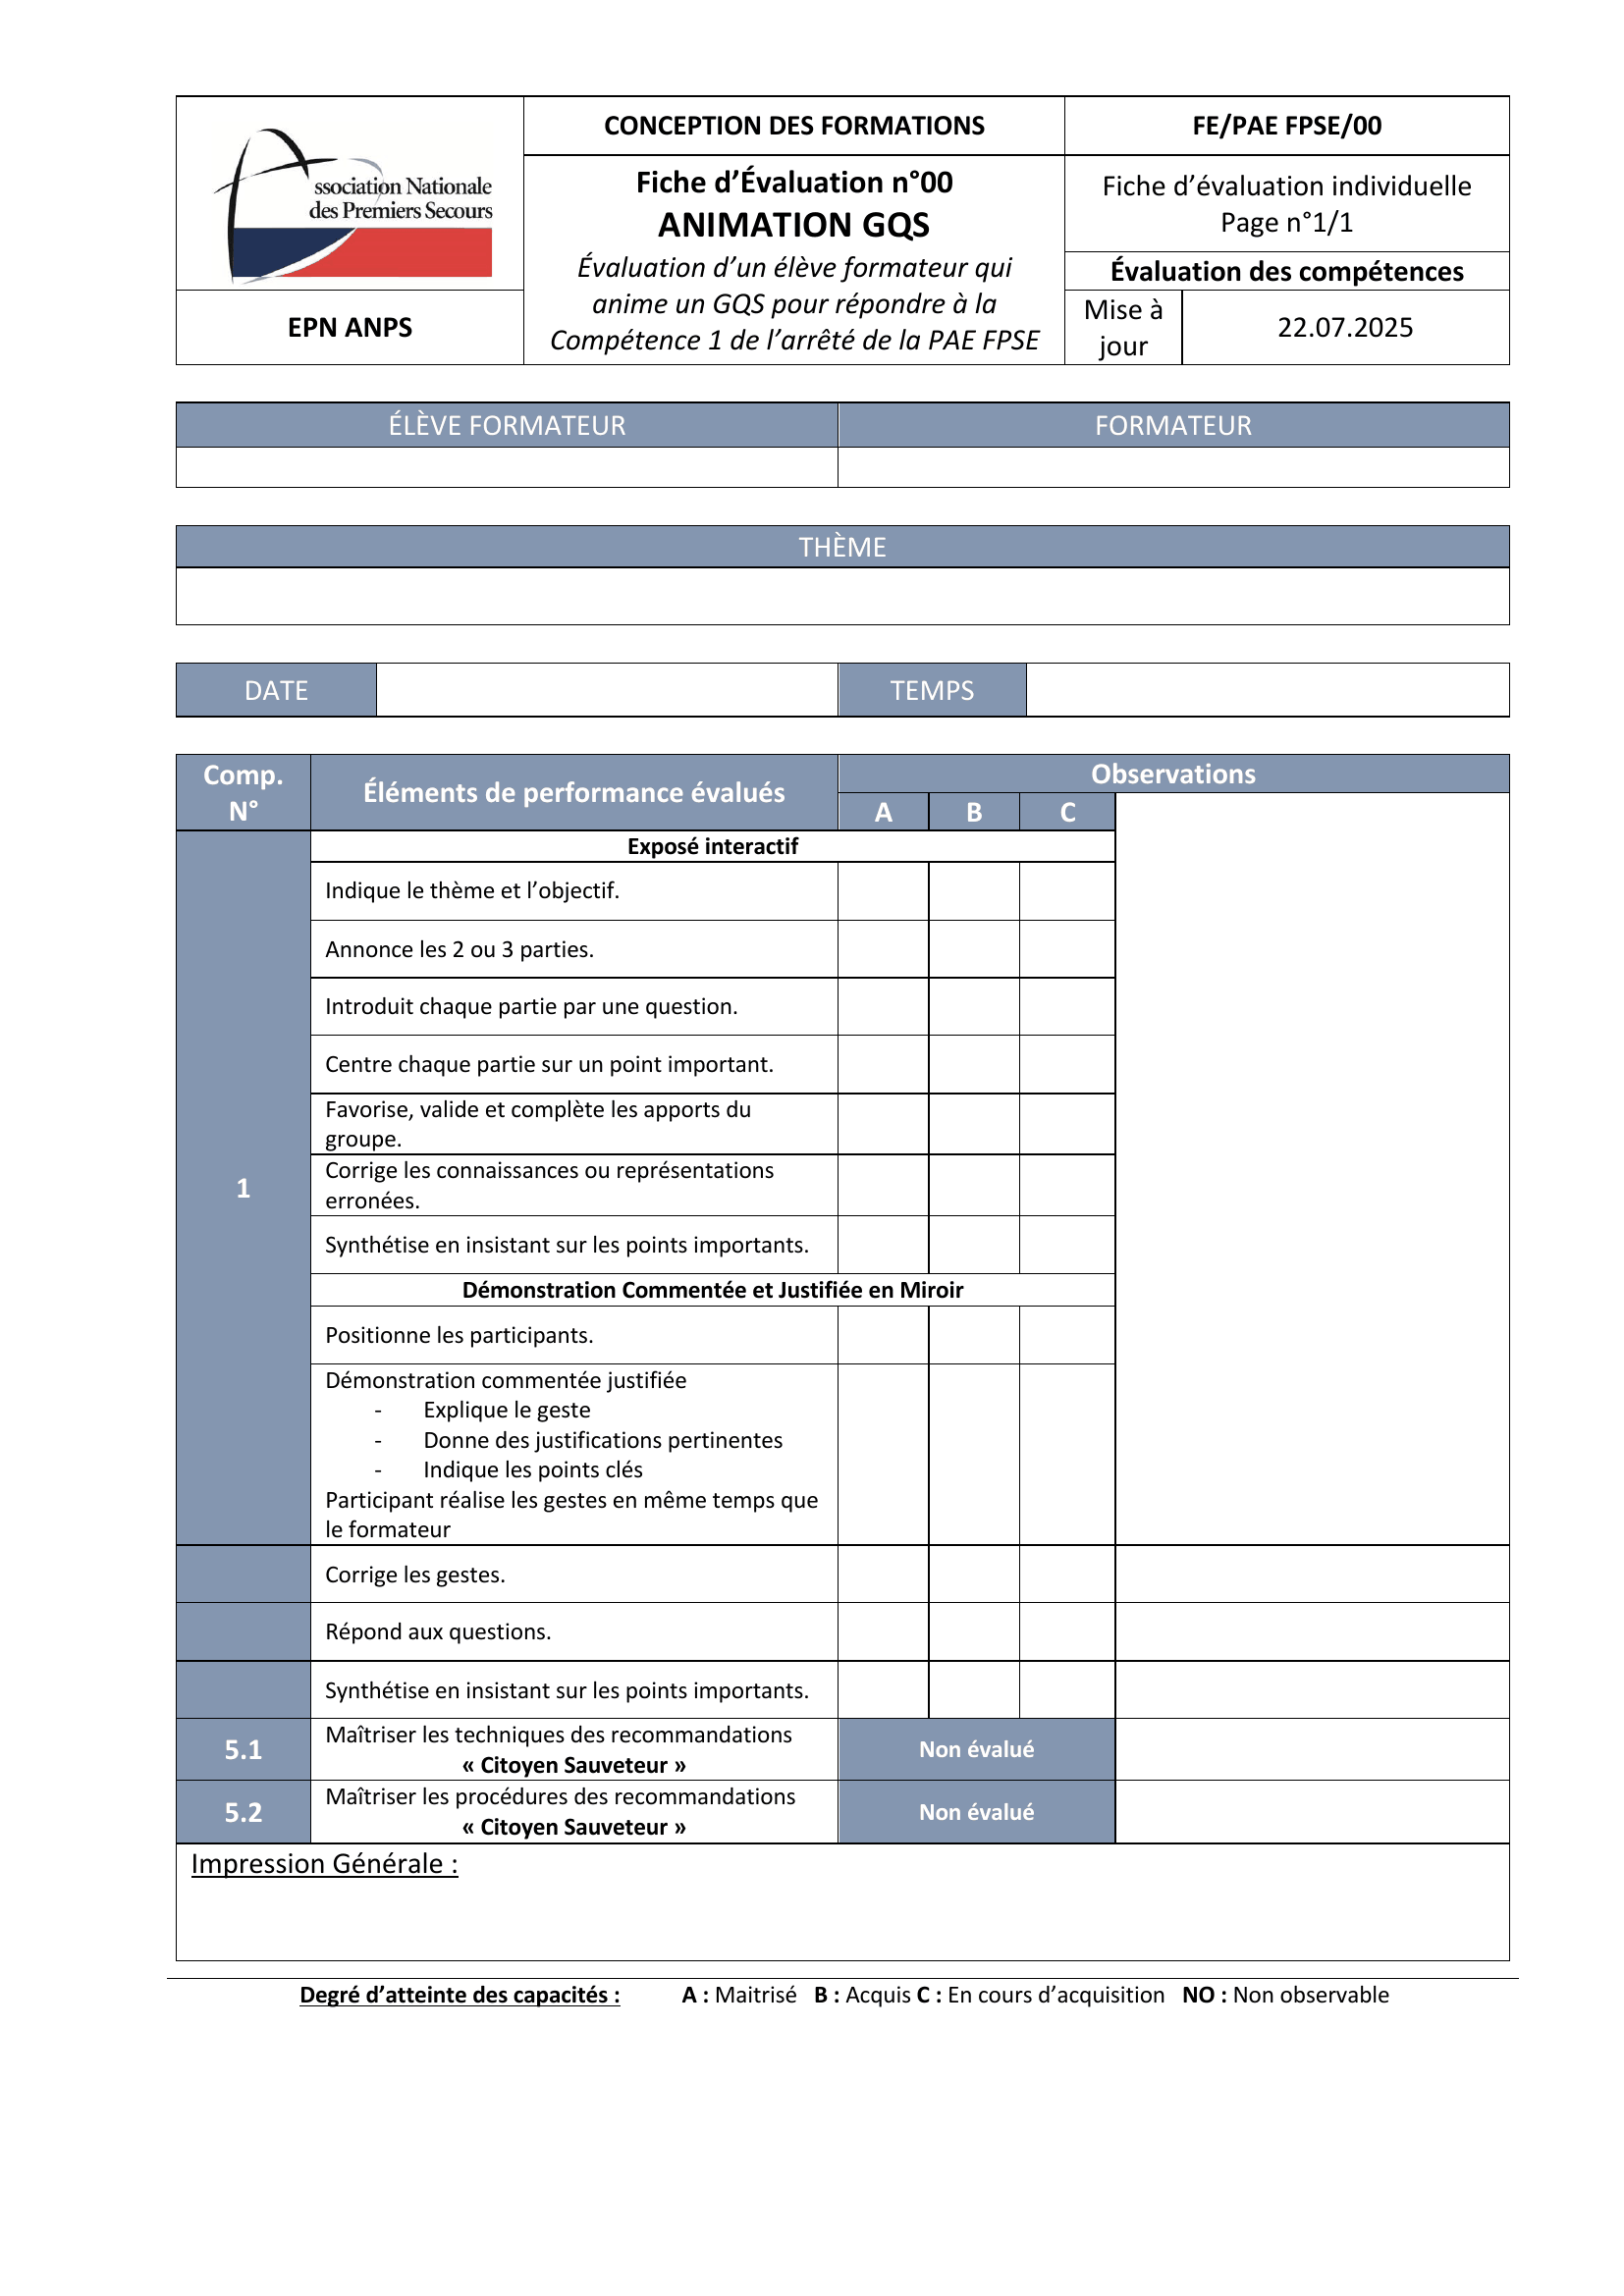 ssociation Nationale
des Premiers Secours
EPN ANPS
CONCEPTION DES FORMATIONS
Fiche d’Évaluation n°00
ANIMATION GQS
Évaluation d’un élève formateur qui
anime un GQS pour répondre à la
Compétence 1 de l’arrêté de la PAE FPSE
FE/PAE FPSE/00
Fiche d’évaluation individuelle
Page n°1/1
Évaluation des compétences
Mise à
jour
22.07.2025
ÉLÈVE FORMATEUR
FORMATEUR
THÈME
DATE
TEMPS
Comp.
N°
Éléments de performance évalués
Observations
A
B
C
1
Exposé interactif
Indique le thème et l’objectif.
Annonce les 2 ou 3 parties.
Introduit chaque partie par une question.
Centre chaque partie sur un point important.
Favorise, valide et complète les apports du
groupe.
Corrige les connaissances ou représentations
erronées.
Synthétise en insistant sur les points importants.
Démonstration Commentée et Justifiée en Miroir
Positionne les participants.
Démonstration commentée justifiée
- Explique le geste
- Donne des justifications pertinentes
- Indique les points clés
Participant réalise les gestes en même temps que
le formateur
Corrige les gestes.
Répond aux questions.
Synthétise en insistant sur les points importants.
5.1
Maîtriser les techniques des recommandations
« Citoyen Sauveteur »
Non évalué
5.2
Maîtriser les procédures des recommandations
« Citoyen Sauveteur »
Non évalué
Impression Générale :
Degré d’atteinte des capacités : A : Maitrisé B : Acquis C : En cours d’acquisition NO : Non observable